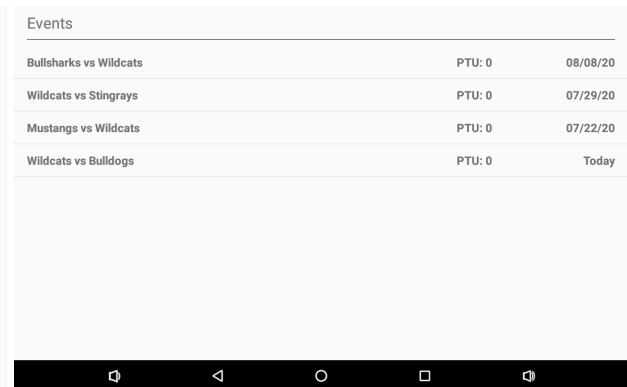 Events
Bullsharks vs Wildcats PTU: 0 08/08/20
Wildcats vs Stingrays PTU: 0 07/29/20
Mustangs vs Wildcats PTU: 0 07/22/20
Wildcats vs Bulldogs PTU: 0 Today